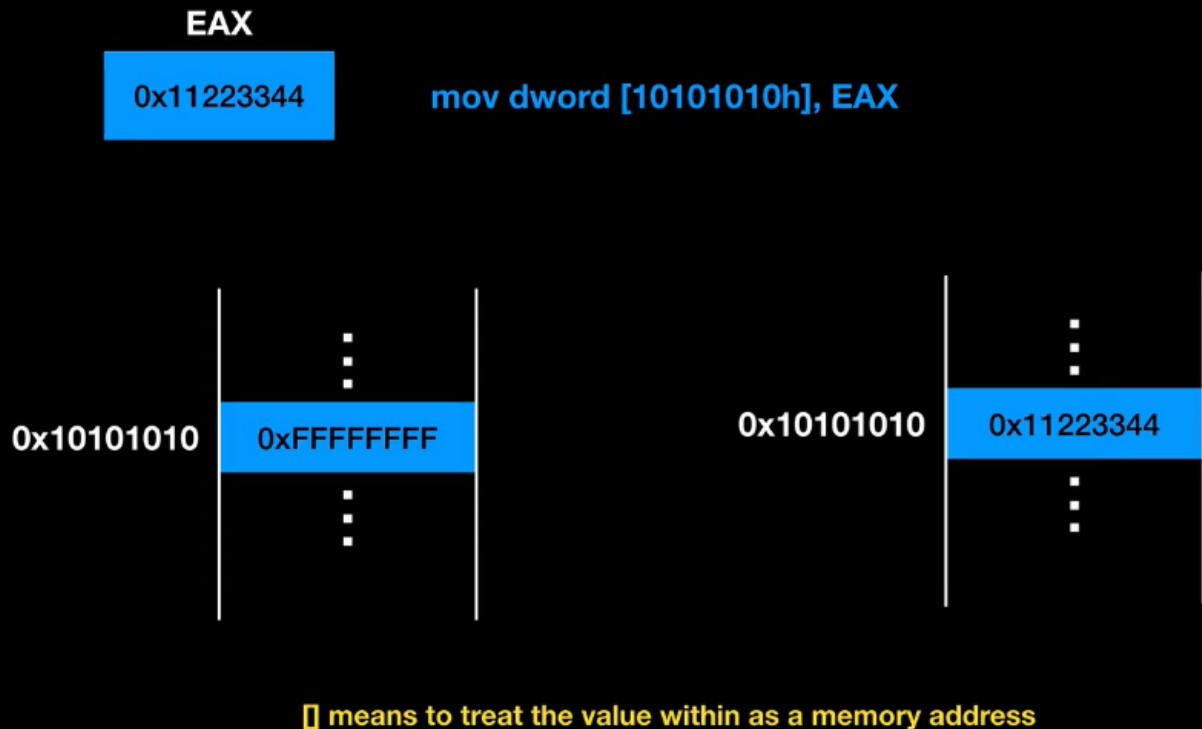 EAX
0x11223344
mov dword [10101010h], EAX
0x10101010
0xFFFFFFFF
0x10101010
0x11223344
[] means to treat the value within as a memory address